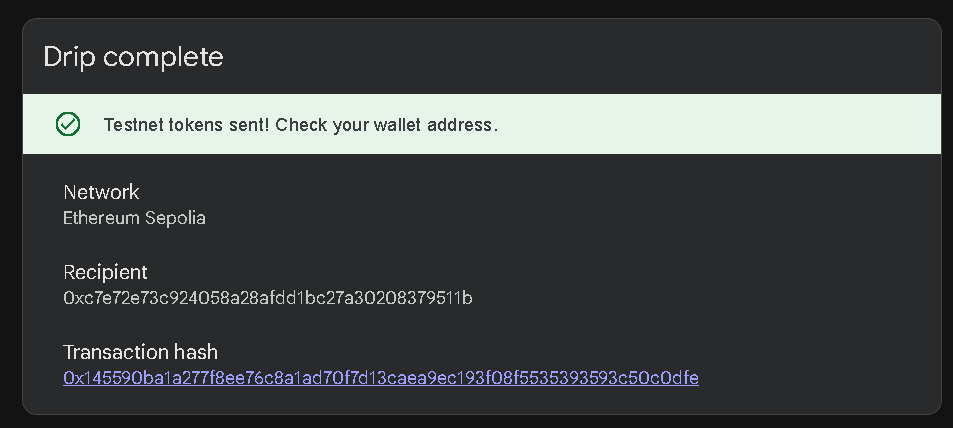 Drip complete
Testnet tokens sent! Check your wallet address.
Network
Ethereum Sepolia
Recipient
0xc7e72e73c924058a28afdd1bc27a30208379511b
Transaction hash
0x145590ba1a277f8ee76c8a1ad70f7d13caea9ec193f08f5535393593c50c0dfe